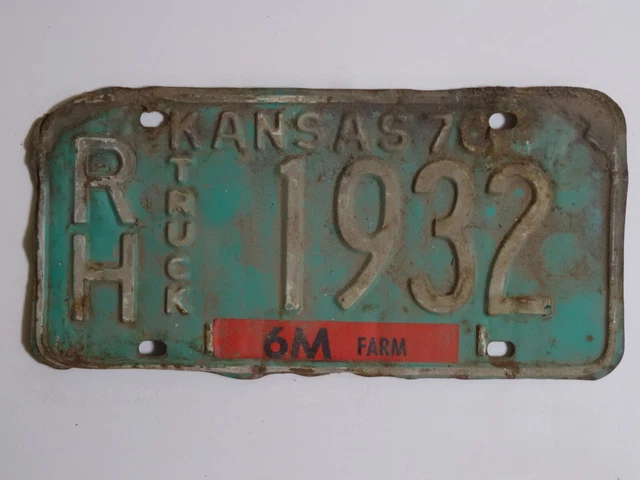 KANSAS 70
RH
TRUCK
1932
6M FARM